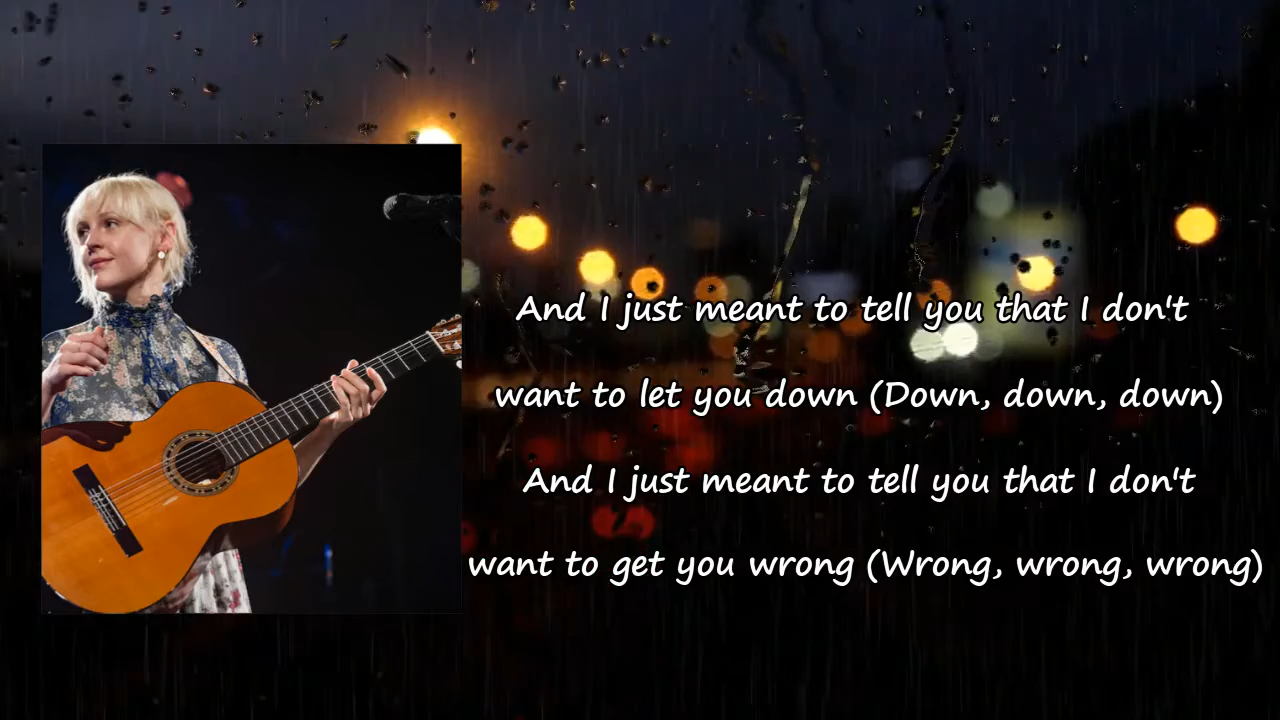 And I just meant to tell you that I don't
want to let you down (Down, down, down)
And I just meant to tell you that I don't
want to get you wrong (Wrong, wrong, wrong)